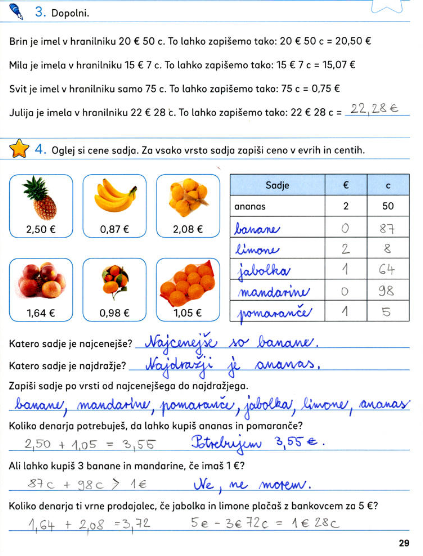 3. Dopolni.
Brin je imel v hranilniku 20 € 50 c. To lahko zapišemo tako: 20 € 50 c = 20,50 €
Mila je imela v hranilniku 15 € 7 c. To lahko zapišemo tako: 15 € 7 c = 15,07 €
Svit je imel v hranilniku samo 75 c. To lahko zapišemo tako: 75 c = 0,75 €
Julija je imela v hranilniku 22 € 28 c. To lahko zapišemo tako: 22 € 28 c = 22,28 €
4. Oglej si cene sadja. Za vsako vrsto sadja zapiši ceno v evrih in centih.
2,50 € 0,87 € 2,08 €
1,64 € 0,98 € 1,05 €
Sadje € c
ananas 2 50
banane 0 87
limone 2 8
jabolka 1 64
mandarine 0 98
pomaranče 1 5
Katero sadje je najcenejše? Najcenejše so banane.
Katero sadje je najdražje? Najdražji je ananas.
Zapiši sadje po vrsti od najcenejšega do najdražjega.
banane, mandarine, pomaranče, jabolka, limone, ananas
Koliko denarja potrebuješ, da lahko kupiš ananas in pomaranče?
2,50 + 1,05 = 3,55 Potrebujem 3,55 €.
Ali lahko kupiš 3 banane in mandarine, če imaš 1 €?
87c + 98c > 1€ Ne, ne morem.
Koliko denarja ti vrne prodajalec, če jabolka in limone plačaš z bankovcem za 5 €?
1,64 + 2,08 = 3,72 5€ - 3€ 72c = 1€ 28c
29